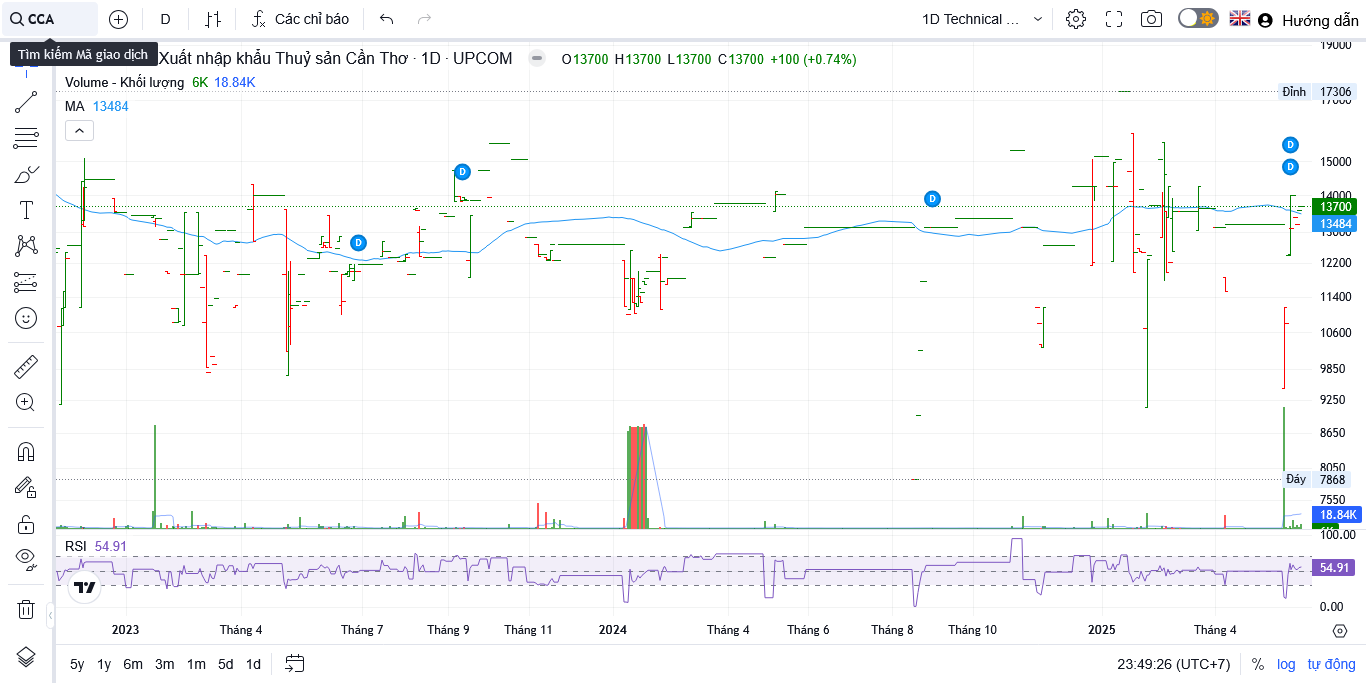 CCA D Các chỉ báo 1D Technical ... Hướng dẫn
Tìm kiếm Mã giao dịch Xuất nhập khẩu Thuỷ sản Cần Thơ · 1D · UPCOM O13700 H13700 L13700 C13700 +100 (+0.74%)
Volume - Khối lượng 6K 18.84K
MA 13484
19000
Đỉnh 17306
17000
D
D
D
D
D
15000
14000
13700
13484
13000
12200
11400
10600
9850
9250
8650
8050
Đáy 7868
7550
18.84K
100.00
RSI 54.91
54.91
0.00
2023 Tháng 4 Tháng 7 Tháng 9 Tháng 11 2024 Tháng 4 Tháng 6 Tháng 8 Tháng 10 2025 Tháng 4
5y 1y 6m 3m 1m 5d 1d 23:49:26 (UTC+7) % log tự động